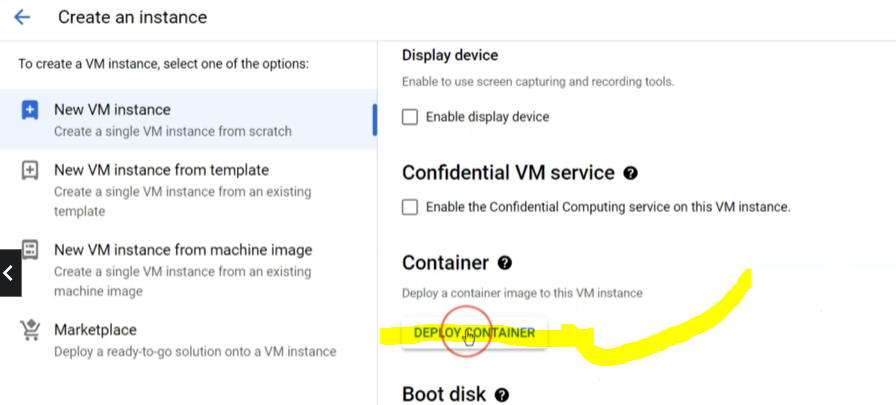 Create an instance
To create a VM instance, select one of the options:
New VM instance
Create a single VM instance from scratch
New VM instance from template
Create a single VM instance from an existing
template
New VM instance from machine image
Create a single VM instance from an existing
machine image
Marketplace
Deploy a ready-to-go solution onto a VM instance
Display device
Enable to use screen capturing and recording tools.
Enable display device
Confidential VM service
Enable the Confidential Computing service on this VM instance.
Container
Deploy a container image to this VM instance
DEPLOY CONTAINER
Boot disk